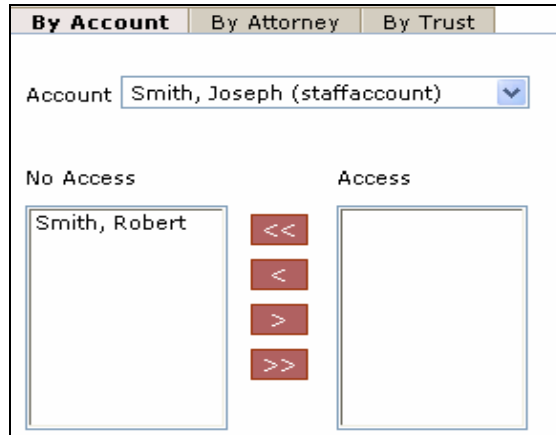 By Account By Attorney By Trust
Account Smith, Joseph (staffaccount)
No Access Access
Smith, Robert
<<
<
>
>>